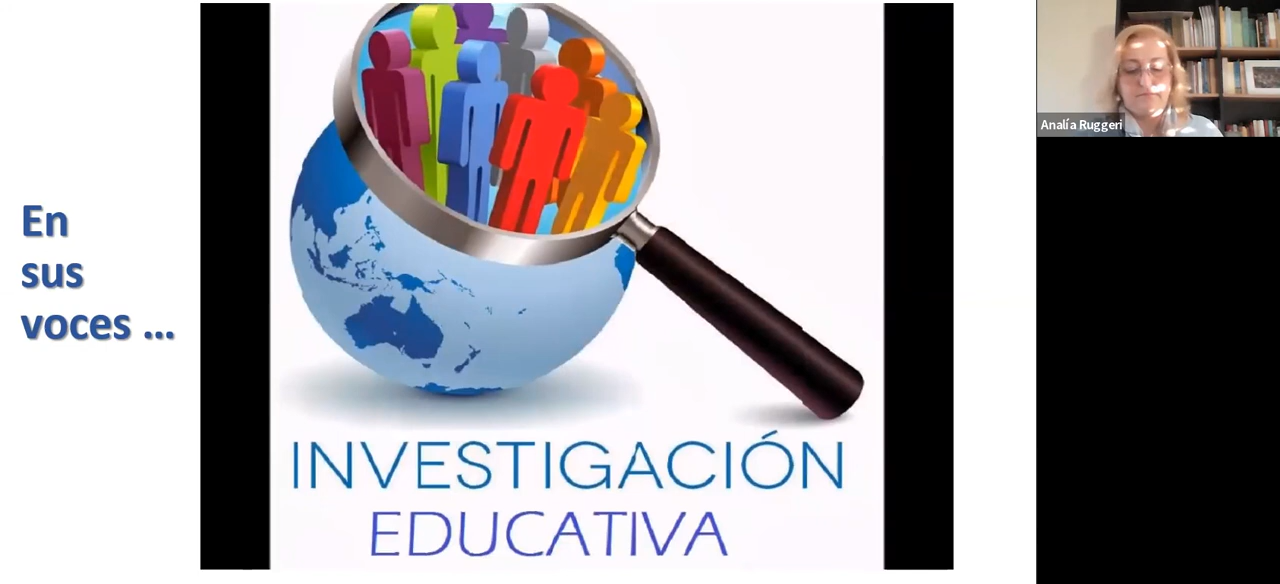 En
sus
voces ...
INVESTIGACIÓN
EDUCATIVA
Analía Ruggeri